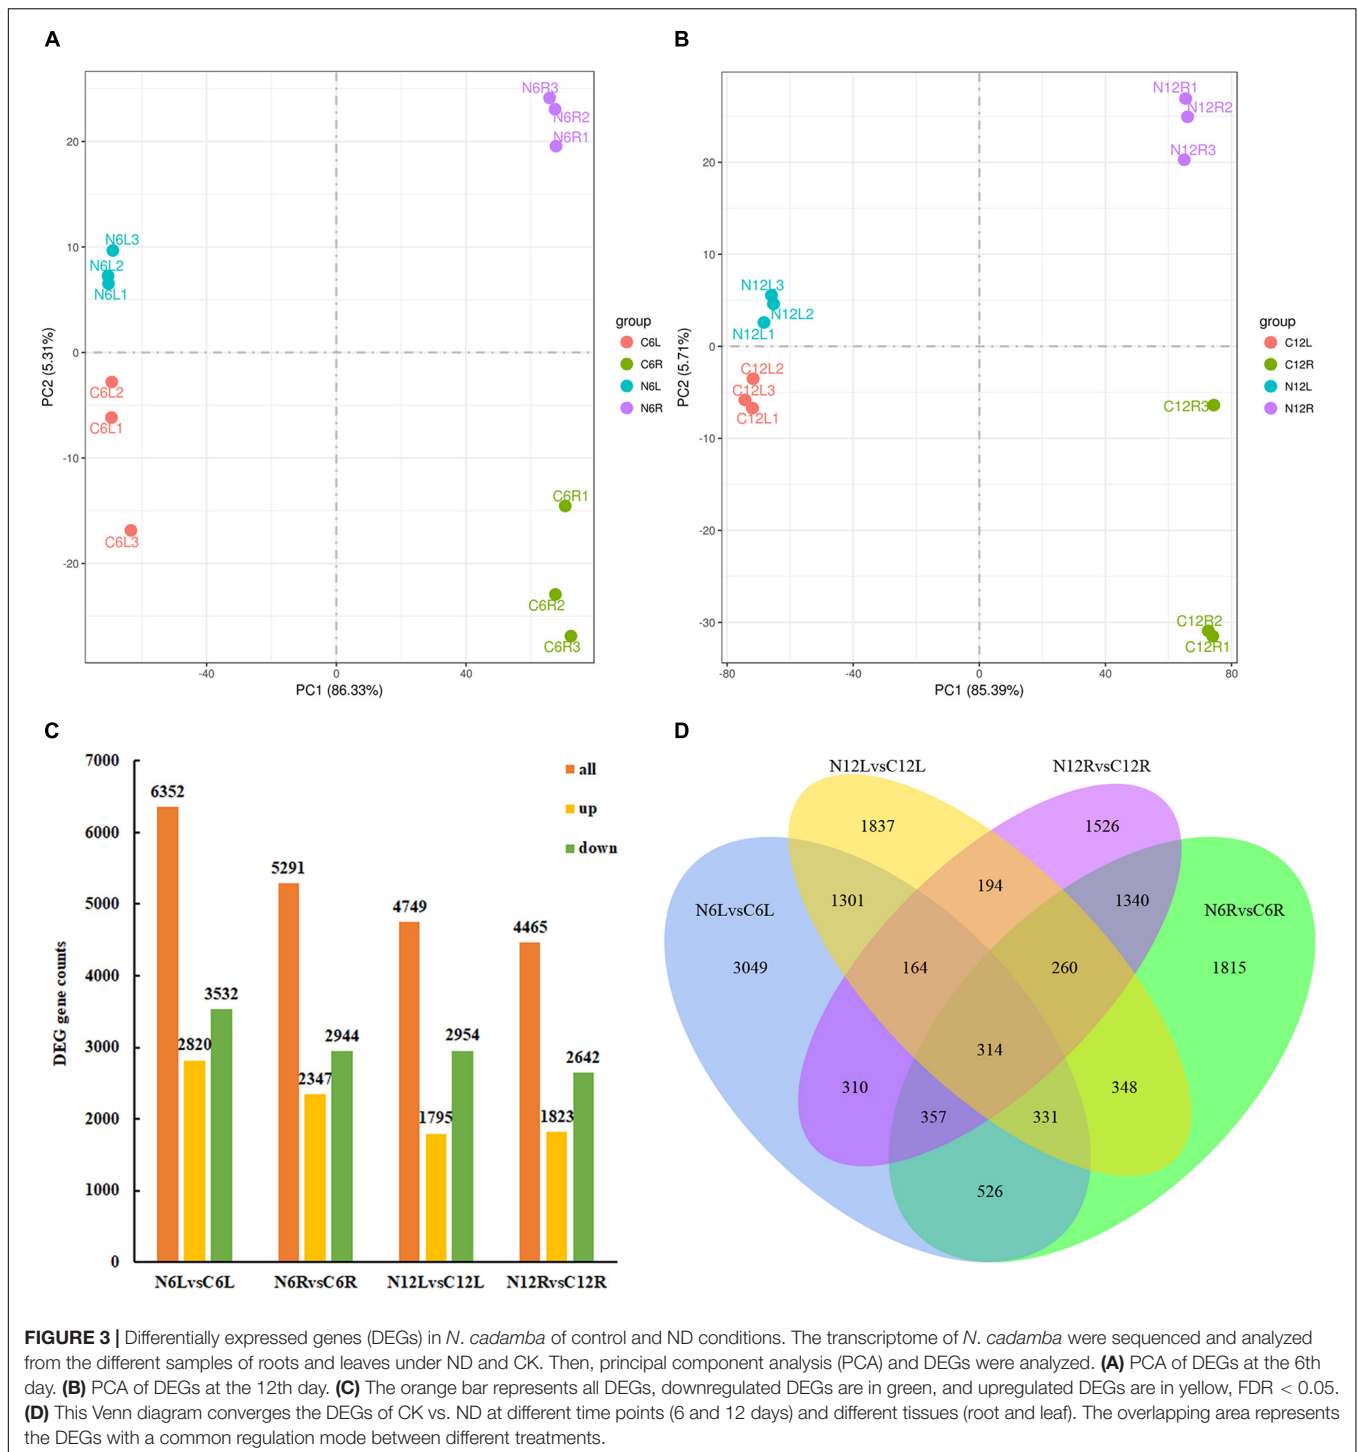 A
N6R3
N6R2
N6R1
N6L3
N6L2
N6L1
C6L2
C6L1
C6L3
C6R1
C6R2
C6R3
20
10
0
-10
-20
-40
0
40
PC2 (5.31%)
PC1 (86.33%)
group
C6L
C6R
N6L
N6R
B
N12R1
N12R2
N12R3
N12L3
N12L2
N12L1
C12L2
C12L3
C12L1
C12R3
C12R2
C12R1
20
10
0
-10
-20
-30
-80
-40
0
40
80
PC2 (5.71%)
PC1 (85.39%)
group
C12L
C12R
N12L
N12R
C
7000
6000
5000
4000
3000
2000
1000
0
DEG gene counts
all
up
down
6352
2820
3532
5291
2347
2944
4749
1795
2954
4465
1823
2642
N6LvsC6L
N6RvsC6R
N12LvsC12L
N12RvsC12R
D
N12LvsC12L
N12RvsC12R
1837
1526
194
1301
1340
N6LvsC6L
N6RvsC6R
3049
164
260
1815
314
310
348
357
331
526
FIGURE 3 | Differentially expressed genes (DEGs) in N. cadamba of control and ND conditions. The transcriptome of N. cadamba were sequenced and analyzed
from the different samples of roots and leaves under ND and CK. Then, principal component analysis (PCA) and DEGs were analyzed. (A) PCA of DEGs at the 6th
day. (B) PCA of DEGs at the 12th day. (C) The orange bar represents all DEGs, downregulated DEGs are in green, and upregulated DEGs are in yellow, FDR < 0.05.
(D) This Venn diagram converges the DEGs of CK vs. ND at different time points (6 and 12 days) and different tissues (root and leaf). The overlapping area represents
the DEGs with a common regulation mode between different treatments.